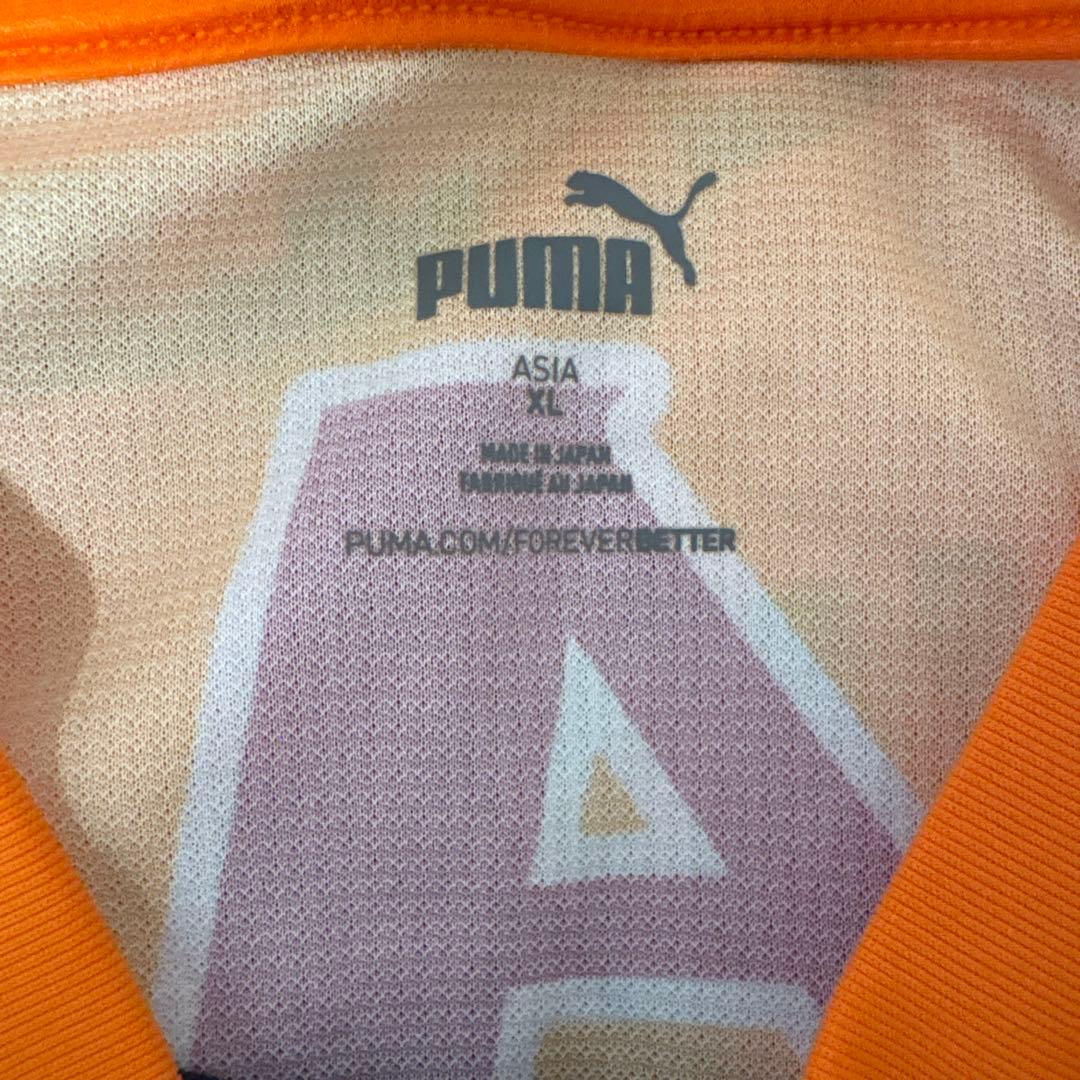 PUMA
ASIA
XL
MADE IN JAPAN
FABRIQUÉ AU JAPAN
PUMA.COM/FOREVERBETTER
A